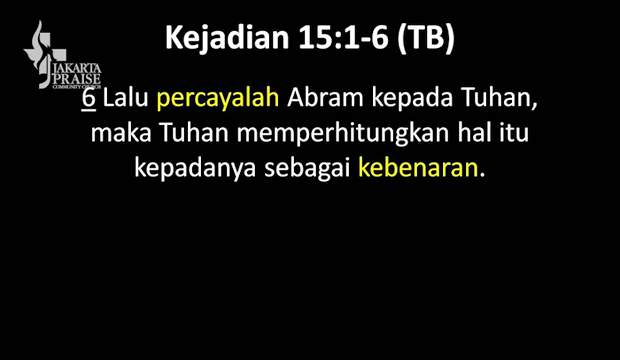 Kejadian 15:1-6 (TB)
JAKARTA
PRAISE
COMMUNITY CHURCH
6 Lalu percayalah Abram kepada Tuhan,
maka Tuhan memperhitungkan hal itu
kepadanya sebagai kebenaran.